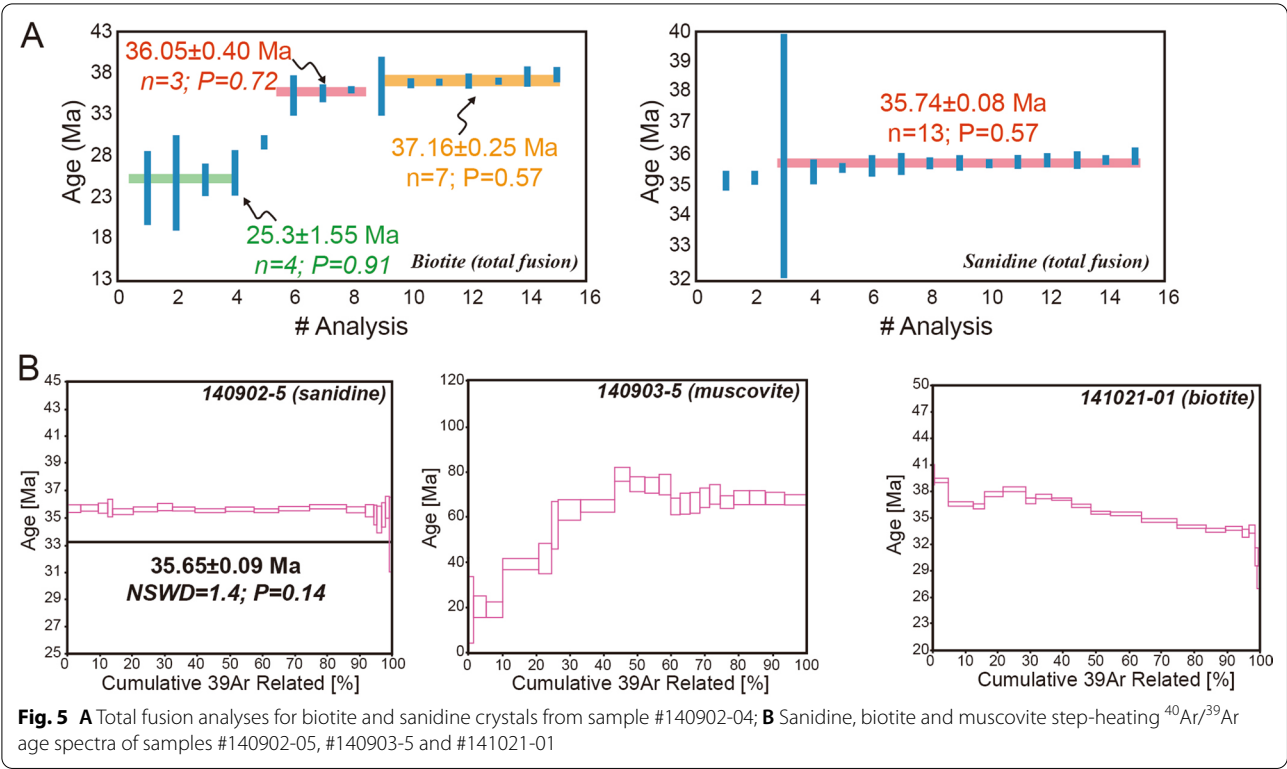 A
43
38
33
28
23
18
13
Age (Ma)
36.05±0.40 Ma
n=3; P=0.72
37.16±0.25 Ma
n=7; P=0.57
25.3±1.55 Ma
n=4; P=0.91
Biotite (total fusion)
0 2 4 6 8 10 12 14 16
# Analysis
40
39
38
37
36
35
34
33
32
Age (Ma)
35.74±0.08 Ma
n=13; P=0.57
Sanidine (total fusion)
0 2 4 6 8 10 12 14 16
# Analysis
B
45
43
41
39
37
35
33
31
29
27
25
Age [Ma]
140902-5 (sanidine)
35.65±0.09 Ma
NSWD=1.4; P=0.14
0 10 20 30 40 50 60 70 80 90 100
Cumulative 39Ar Related [%]
120
100
80
60
40
20
0
Age [Ma]
140903-5 (muscovite)
0 10 20 30 40 50 60 70 80 90 100
Cumulative 39Ar Related [%]
50
47
44
41
38
35
32
29
26
23
20
Age [Ma]
141021-01 (biotite)
0 10 20 30 40 50 60 70 80 90 100
Cumulative 39Ar Related [%]
Fig. 5 A Total fusion analyses for biotite and sanidine crystals from sample #140902-04; B Sanidine, biotite and muscovite step-heating ⁴⁰Ar/³⁹Ar
age spectra of samples #140902-05, #140903-5 and #141021-01